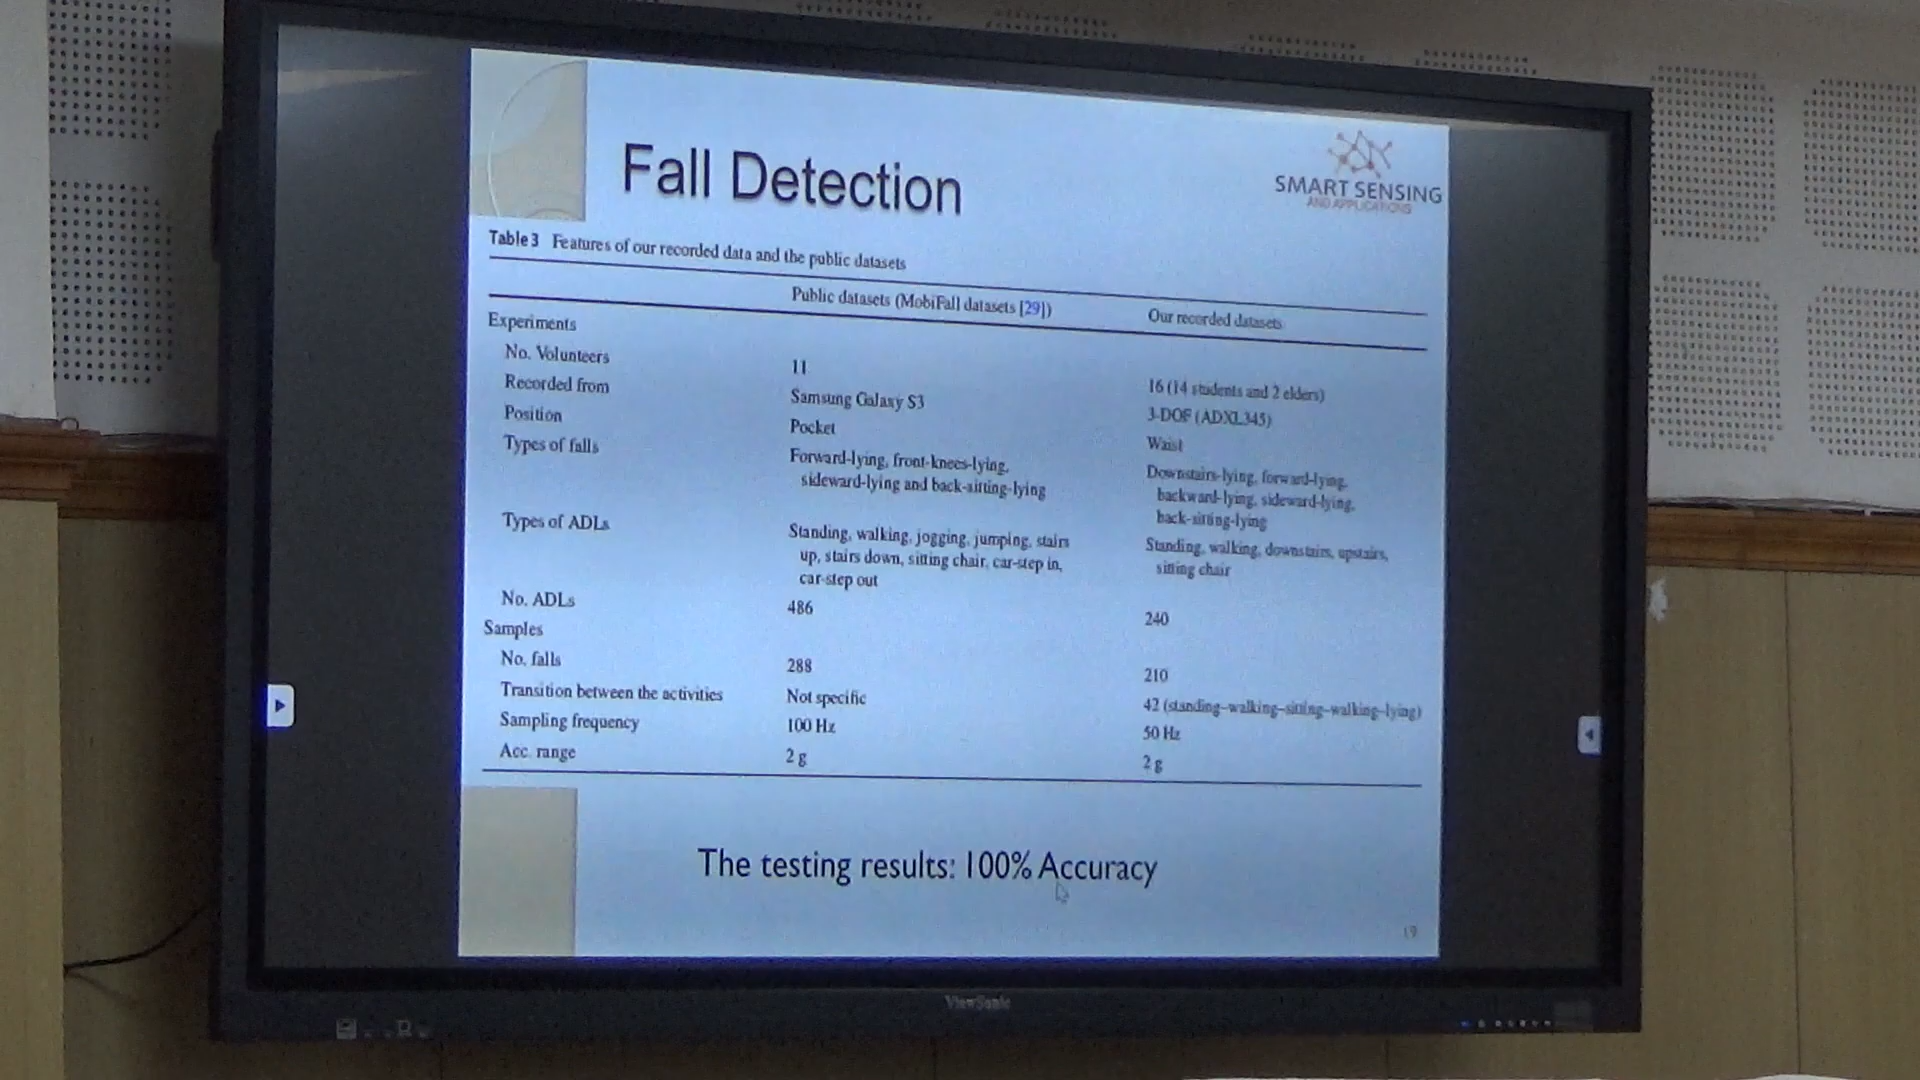 Fall Detection
SMART SENSING
AND APPLICATIONS
Table 3 Features of our recorded data and the public datasets
Public datasets (MobiFall datasets [29])
Our recorded datasets
Experiments
No. Volunteers
11
16 (14 students and 2 elders)
Recorded from
Samsung Galaxy S3
3-DOF (ADXL345)
Position
Pocket
Waist
Types of falls
Forward-lying, front-knees-lying,
sideward-lying and back-sitting-lying
Downstairs-lying, forward-lying,
backward-lying, sideward-lying,
back-sitting-lying
Types of ADLs
Standing, walking, jogging, jumping, stairs
up, stairs down, sitting chair, car-step in,
car-step out
Standing, walking, downstairs, upstairs,
sitting chair
No. ADLs
486
240
Samples
No. falls
288
210
Transition between the activities
Not specific
42 (standing–walking–sitting–walking–lying)
Sampling frequency
100 Hz
50 Hz
Acc. range
2 g
2 g
The testing results: 100% Accuracy
19
ViewSonic